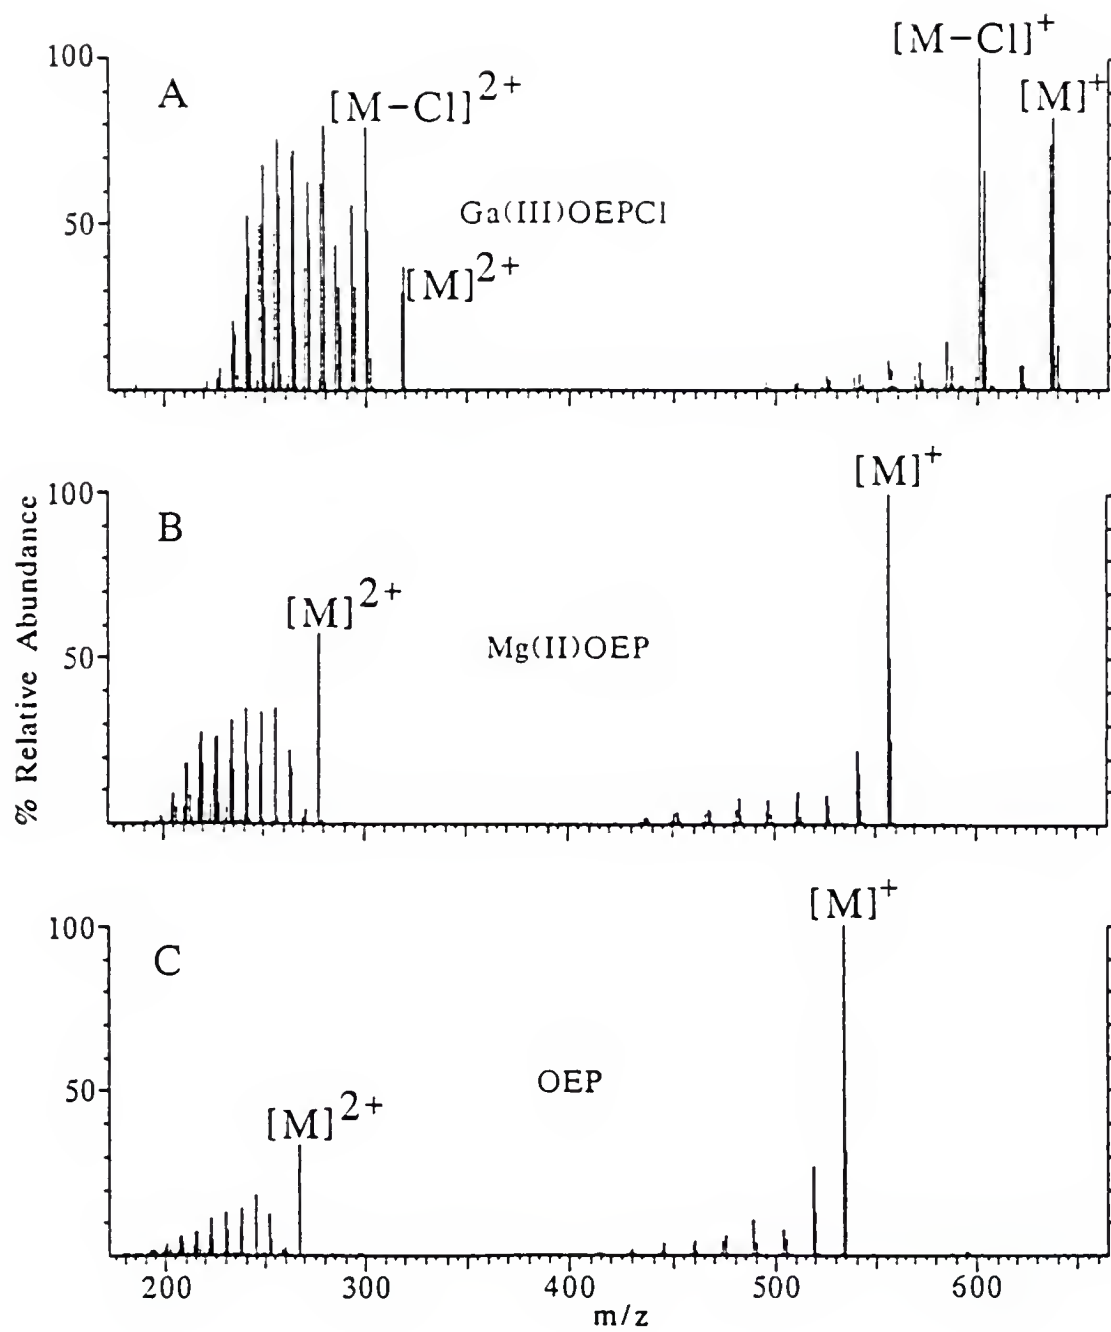 [M-Cl]+
100
A
[M-Cl]2+
[M]+
50
Ga(III)OEPCl
[M]2+
[M]+
100
B
[M]2+
50
Mg(II)OEP
% Relative Abundance
[M]+
100
C
50
OEP
[M]2+
200 300 400 500 600
m/z